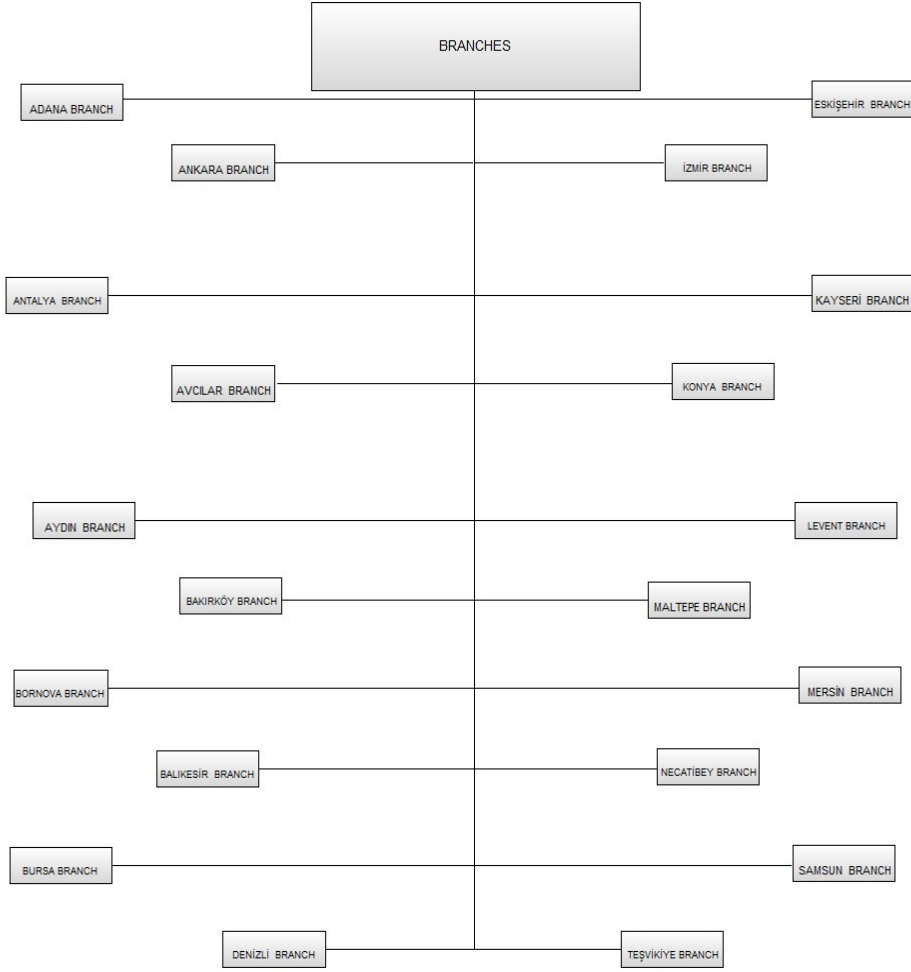 BRANCHES
ADANA BRANCH
ESKİŞEHİR BRANCH
ANKARA BRANCH
İZMİR BRANCH
ANTALYA BRANCH
KAYSERİ BRANCH
AVCILAR BRANCH
KONYA BRANCH
AYDIN BRANCH
LEVENT BRANCH
BAKIRKÖY BRANCH
MALTEPE BRANCH
BORNOVA BRANCH
MERSİN BRANCH
BALIKESİR BRANCH
NECATİBEY BRANCH
BURSA BRANCH
SAMSUN BRANCH
DENİZLİ BRANCH
TEŞVİKİYE BRANCH